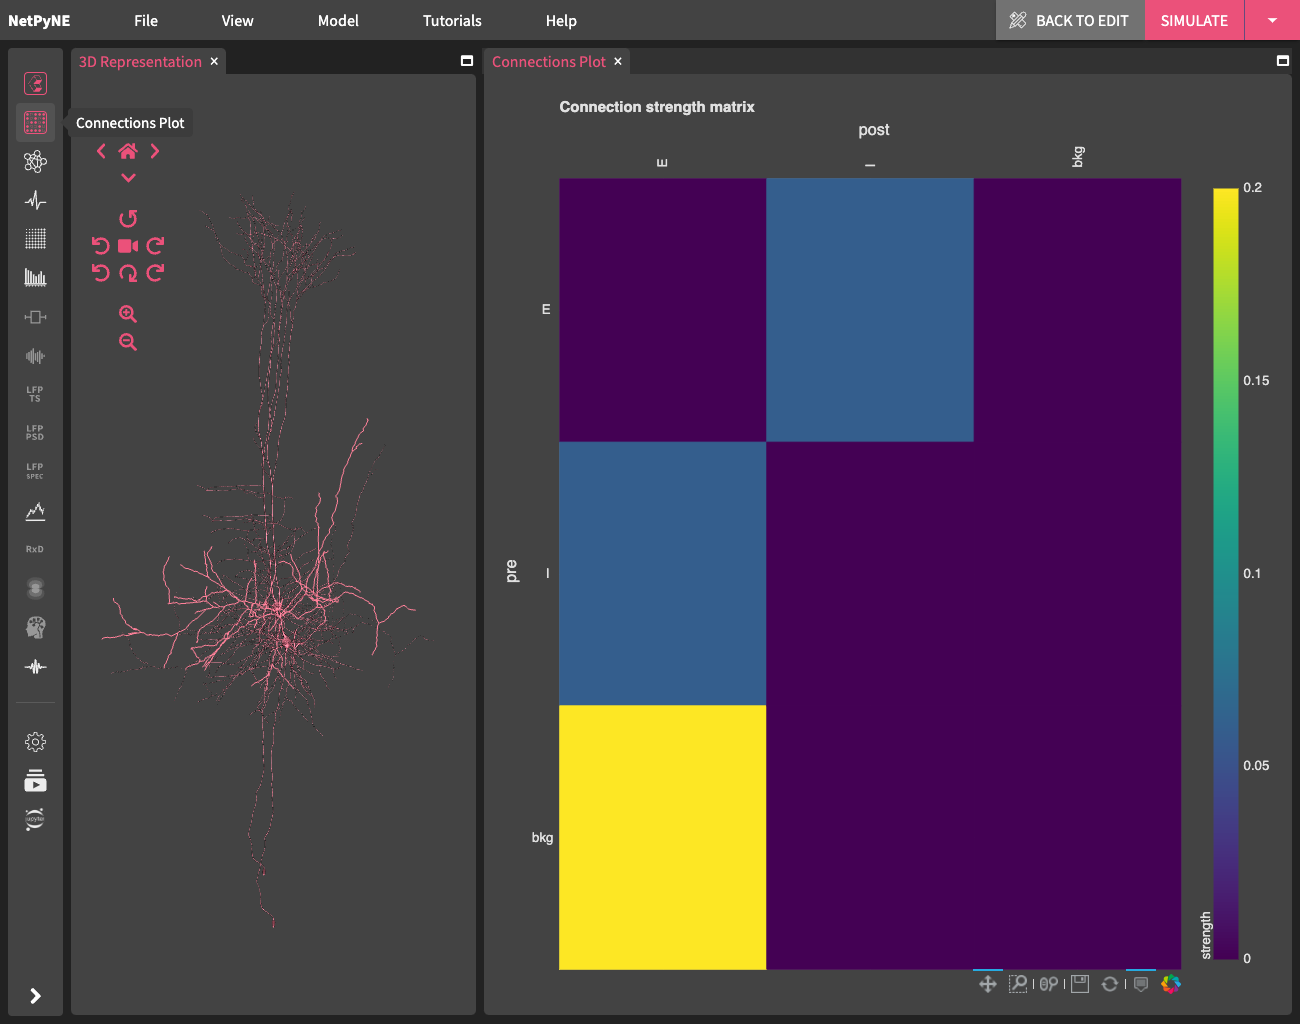 NetPyNE File View Model Tutorials Help BACK TO EDIT SIMULATE
3D Representation ×
Connections Plot ×
Connections Plot
LFP
TS
LFP
PSD
LFP
SPEC
RxD
jupyter
Connection strength matrix
post
E I bkg
pre
E
I
bkg
0.2
0.15
0.1
0.05
0
strength